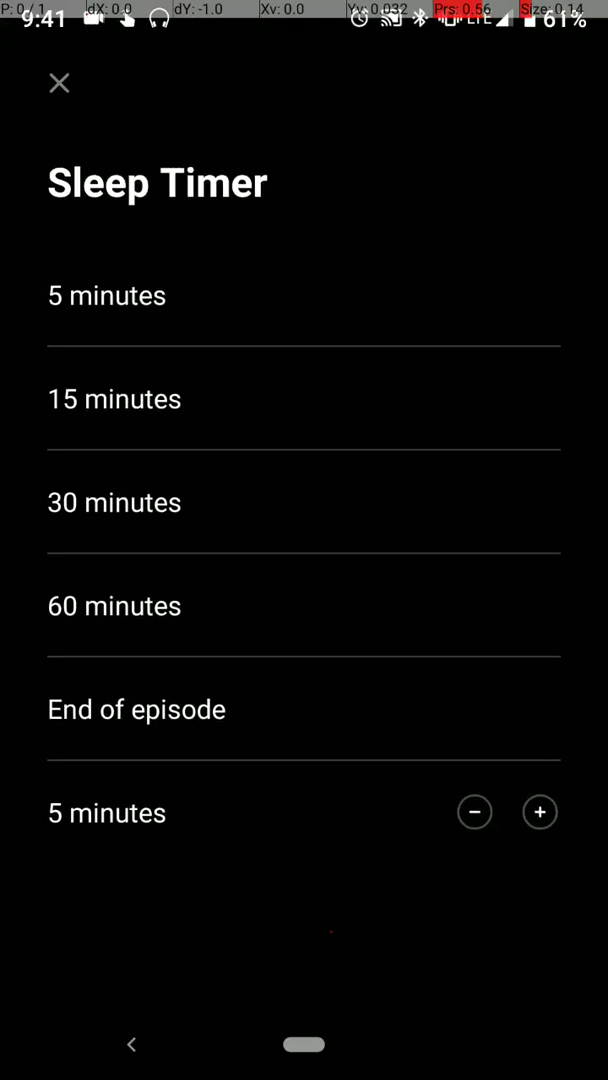 P: 0 / 1 dX: 0.0 dY: -1.0 Xv: 0.0 Yv: 0.032 Prs: 0.56 Size: 0.14
9:41 LTE 61%
Sleep Timer
5 minutes
15 minutes
30 minutes
60 minutes
End of episode
5 minutes